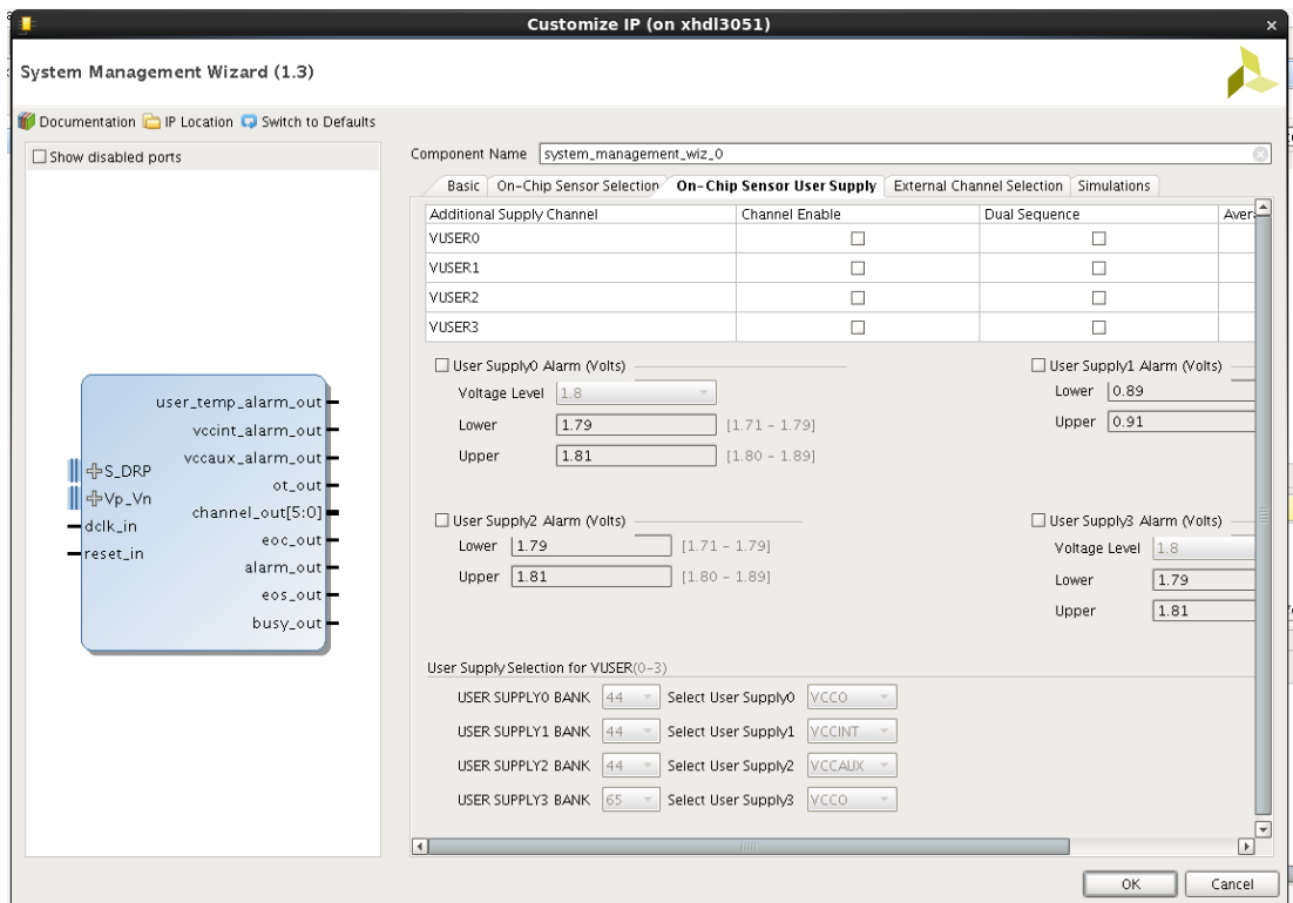 Customize IP (on xhdl3051)
System Management Wizard (1.3)
Documentation IP Location Switch to Defaults
Show disabled ports
user_temp_alarm_out
vccint_alarm_out
vccaux_alarm_out
S_DRP
ot_out
Vp_Vn
channel_out[5:0]
dclk_in
eoc_out
reset_in
alarm_out
eos_out
busy_out
Component Name system_management_wiz_0
Basic On-Chip Sensor Selection On-Chip Sensor User Supply External Channel Selection Simulations
Additional Supply Channel Channel Enable Dual Sequence Avera
VUSER0
VUSER1
VUSER2
VUSER3
User Supply0 Alarm (Volts) User Supply1 Alarm (Volts)
Voltage Level 1.8 Lower 0.89
Lower 1.79 [1.71 - 1.79] Upper 0.91
Upper 1.81 [1.80 - 1.89]
User Supply2 Alarm (Volts) User Supply3 Alarm (Volts)
Lower 1.79 [1.71 - 1.79] Voltage Level 1.8
Upper 1.81 [1.80 - 1.89] Lower 1.79
Upper 1.81
User Supply Selection for VUSER(0-3)
USER SUPPLY0 BANK 44 Select User Supply0 VCCO
USER SUPPLY1 BANK 44 Select User Supply1 VCCINT
USER SUPPLY2 BANK 44 Select User Supply2 VCCAUX
USER SUPPLY3 BANK 65 Select User Supply3 VCCO
OK Cancel